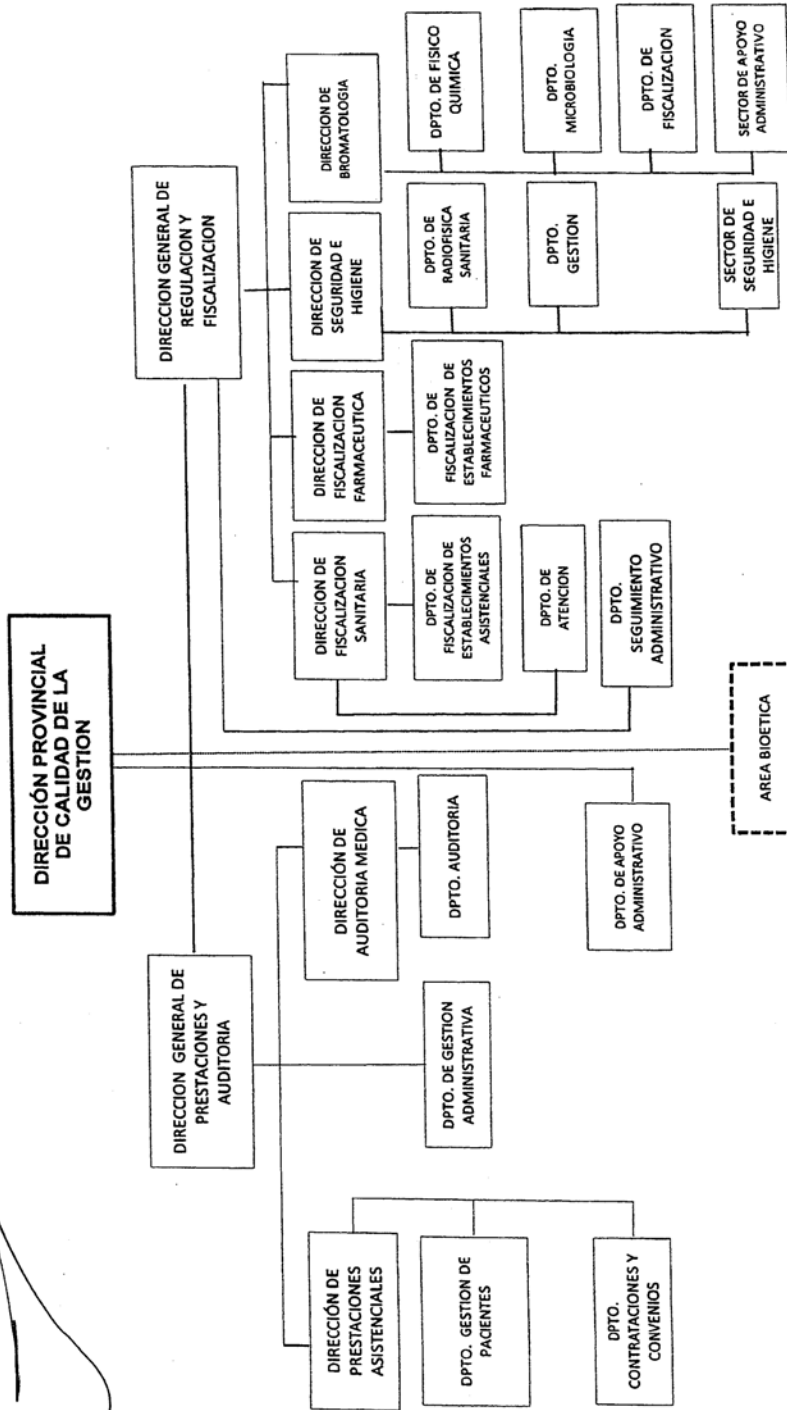 DIRECCIÓN PROVINCIAL
DE CALIDAD DE LA
GESTION
DIRECCION GENERAL DE
PRESTACIONES Y
AUDITORIA
DIRECCION GENERAL DE
REGULACION Y
FISCALIZACION
DIRECCIÓN DE
PRESTACIONES
ASISTENCIALES
DIRECCIÓN DE
AUDITORIA MEDICA
DIRECCION DE
FISCALIZACION
SANITARIA
DIRECCION DE
FISCALIZACION
FARMACEUTICA
DIRECCION DE
SEGURIDAD E
HIGIENE
DIRECCION DE
BROMATOLOGIA
DPTO. GESTION DE
PACIENTES
DPTO. DE GESTION
ADMINISTRATIVA
DPTO. AUDITORIA
DPTO. DE
FISCALIZACION DE
ESTABLECIMIENTOS
ASISTENCIALES
DPTO. DE
FISCALIZACION DE
ESTABLECIMIENTOS
FARMACEUTICOS
DPTO. DE
RADIOFISICA
SANITARIA
DPTO. DE FISICO
QUIMICA
DPTO. DE
ATENCION
DPTO.
GESTION
DPTO.
MICROBIOLOGIA
DPTO.
CONTRATACIONES Y
CONVENIOS
DPTO. DE APOYO
ADMINISTRATIVO
DPTO.
SEGUIMIENTO
ADMINISTRATIVO
DPTO. DE
FISCALIZACION
SECTOR DE
SEGURIDAD E
HIGIENE
SECTOR DE APOYO
ADMINISTRATIVO
AREA BIOETICA